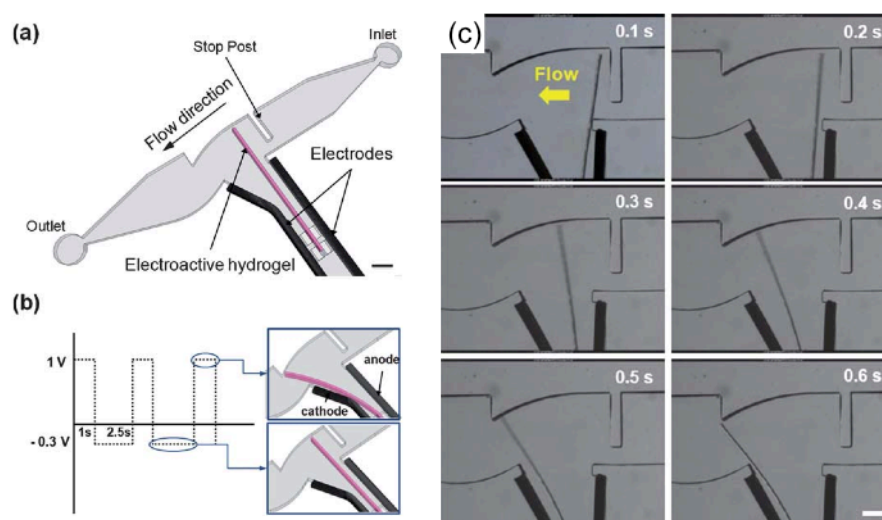 (a)
Stop Post
Inlet
Flow direction
Electrodes
Outlet
Electroactive hydrogel
(b)
1 V
- 0.3 V
1s
2.5s
anode
cathode
(c)
0.1 s
Flow
0.2 s
0.3 s
0.4 s
0.5 s
0.6 s